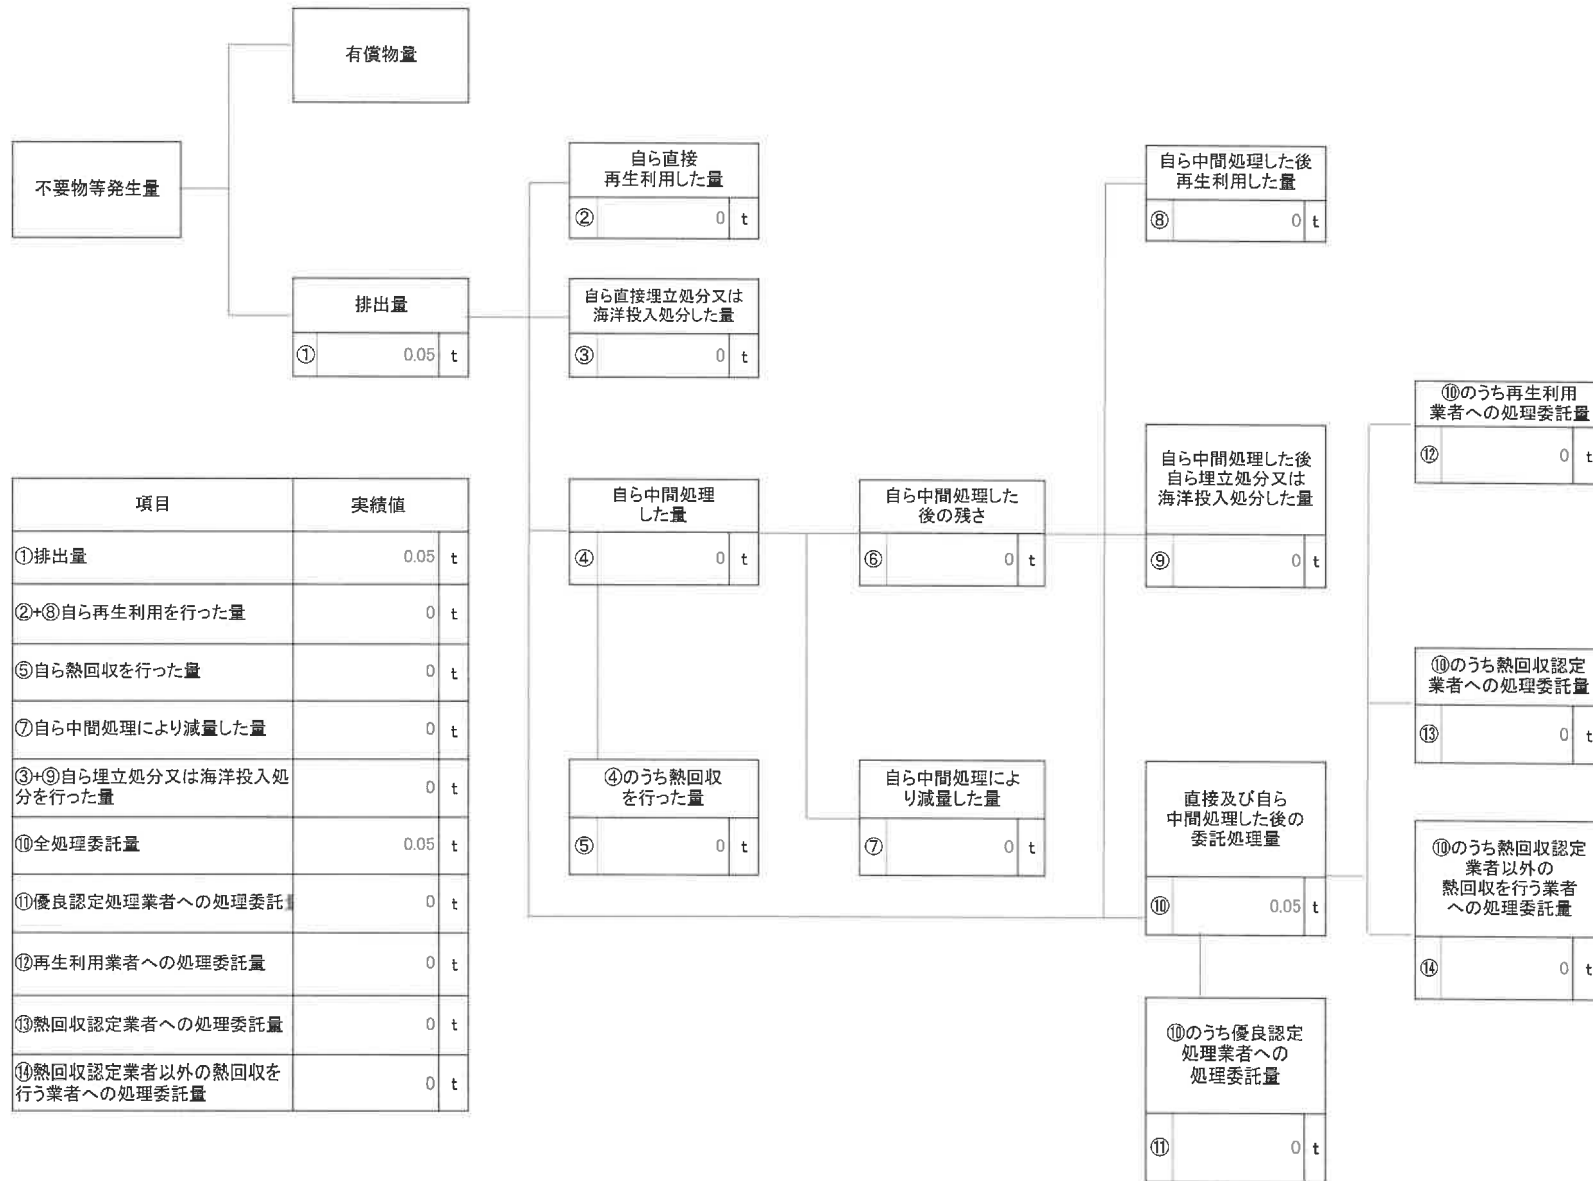 有償物量
不要物等発生量
排出量
① 0.05 t
自ら直接
再生利用した量
② 0 t
自ら直接埋立処分又は
海洋投入処分した量
③ 0 t
自ら中間処理した後
再生利用した量
⑧ 0 t
自ら中間処理
した量
④ 0 t
自ら中間処理した
後の残さ
⑥ 0 t
自ら中間処理した後
自ら埋立処分又は
海洋投入処分した量
⑨ 0 t
④のうち熱回収
を行った量
⑤ 0 t
自ら中間処理によ
り減量した量
⑦ 0 t
直接及び自ら
中間処理した後の
委託処理量
⑩ 0.05 t
⑩のうち優良認定
処理業者への
処理委託量
⑪ 0 t
⑩のうち再生利用
業者への処理委託量
⑫ 0 t
⑩のうち熱回収認定
業者への処理委託量
⑬ 0 t
⑩のうち熱回収認定
業者以外の
熱回収を行う業者
への処理委託量
⑭ 0 t
項目 実績値
①排出量 0.05 t
②+⑧自ら再生利用を行った量 0 t
⑤自ら熱回収を行った量 0 t
⑦自ら中間処理により減量した量 0 t
③+⑨自ら埋立処分又は海洋投入処
分を行った量 0 t
⑩全処理委託量 0.05 t
⑪優良認定処理業者への処理委託 0 t
⑫再生利用業者への処理委託量 0 t
⑬熱回収認定業者への処理委託量 0 t
⑭熱回収認定業者以外の熱回収を
行う業者への処理委託量 0 t